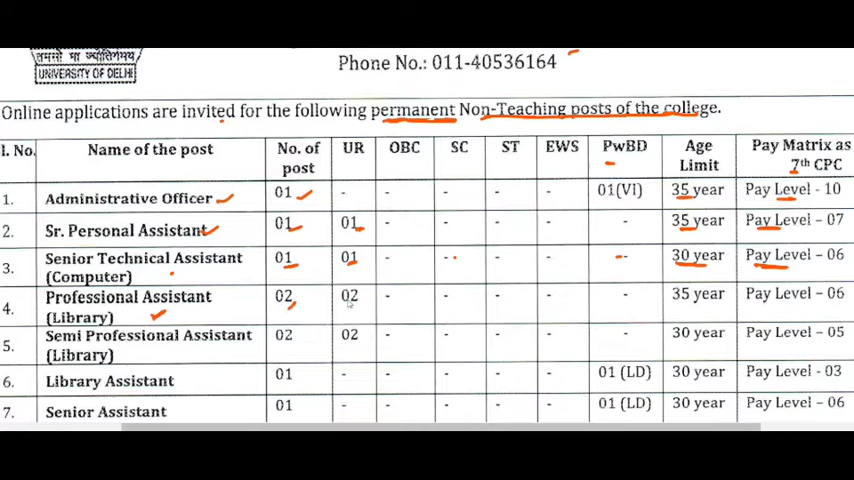 तमसो मा ज्योतिर्गमय
UNIVERSITY OF DELHI
Phone No.: 011-40536164
Online applications are invited for the following permanent Non-Teaching posts of the college.
l. No. Name of the post No. of post UR OBC SC ST EWS PwBD Age Limit Pay Matrix as 7th CPC
1. Administrative Officer 01 - - - - - 01(VI) 35 year Pay Level - 10
2. Sr. Personal Assistant 01 01 - - - - - 35 year Pay Level - 07
3. Senior Technical Assistant (Computer) 01 01 - - - - - 30 year Pay Level - 06
4. Professional Assistant (Library) 02 02 - - - - - 35 year Pay Level - 06
5. Semi Professional Assistant (Library) 02 02 - - - - - 30 year Pay Level - 05
6. Library Assistant 01 - - - - - 01 (LD) 30 year Pay Level - 03
7. Senior Assistant 01 - - - - - 01 (LD) 30 year Pay Level - 06